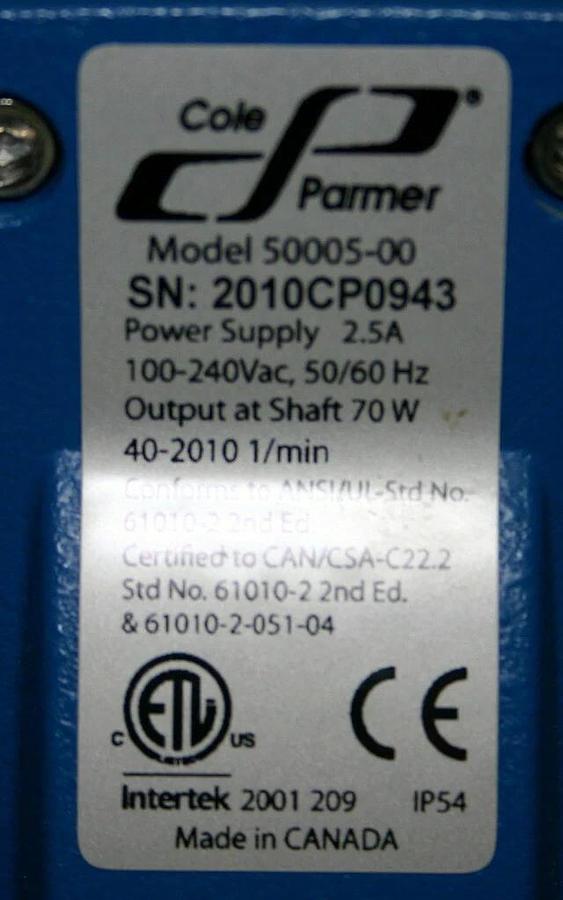 Cole
Parmer
Model 50005-00
SN: 2010CP0943
Power Supply 2.5A
100-240Vac, 50/60 Hz
Output at Shaft 70 W
40-2010 1/min
Conforms to ANSI/UL-Std No.
61010-2 2nd Ed.
Certified to CAN/CSA-C22.2
Std No. 61010-2 2nd Ed.
& 61010-2-051-04
ETL CE
C US
Intertek 2001 209 IP54
Made in CANADA